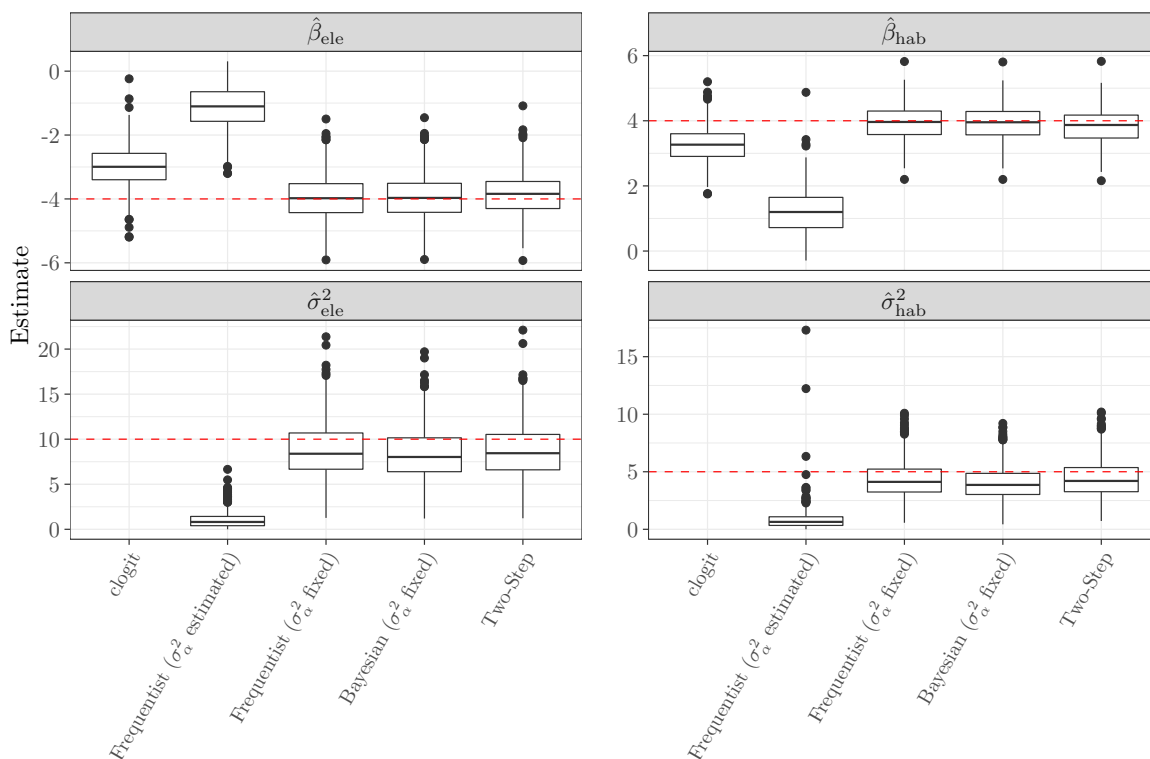 β̂ele
β̂hab
0
-2
-4
-6
6
4
2
0
Estimate
σ̂²ele
σ̂²hab
20
15
10
5
0
15
10
5
0
clogit
Frequentist (σ²α estimated)
Frequentist (σ²α fixed)
Bayesian (σ²α fixed)
Two-Step
clogit
Frequentist (σ²α estimated)
Frequentist (σ²α fixed)
Bayesian (σ²α fixed)
Two-Step